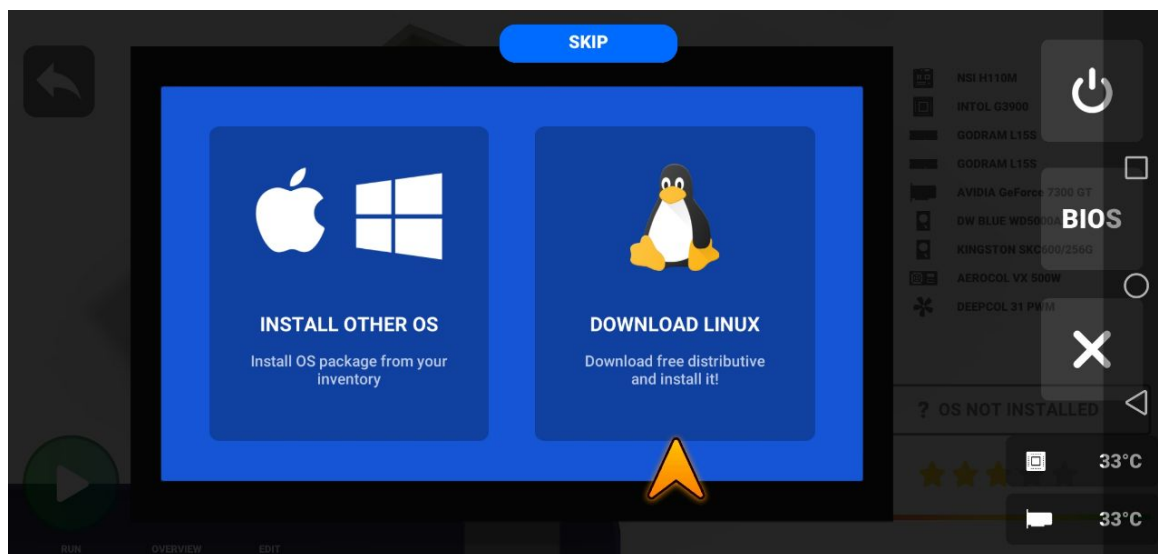 SKIP
NSI H110M
INTOL G3900
GODRAM L15S
GODRAM L15S
AVIDIA GeForce 7300 GT
DW BLUE
KINGSTON SKC600/256G
AEROCOL VX 500W
DEEPCOL 31 PWM
BIOS
INSTALL OTHER OS
Install OS package from your
inventory
DOWNLOAD LINUX
Download free distributive
and install it!
? OS NOT INSTALLED
33°C
33°C
RUN
OVERVIEW
EDIT